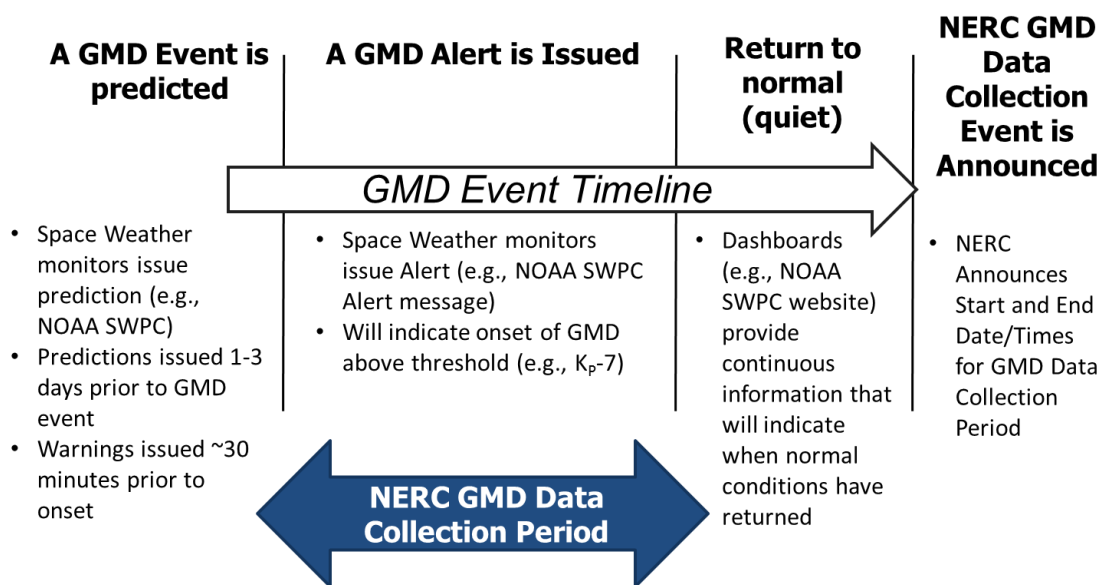 A GMD Event is
predicted
A GMD Alert is Issued
Return to
normal
(quiet)
NERC GMD
Data
Collection
Event is
Announced
GMD Event Timeline
• Space Weather
monitors issue
prediction (e.g.,
NOAA SWPC)
• Predictions issued 1-3
days prior to GMD
event
• Warnings issued ~30
minutes prior to
onset
• Space Weather monitors
issue Alert (e.g., NOAA SWPC
Alert message)
• Will indicate onset of GMD
above threshold (e.g., KP-7)
• Dashboards
(e.g., NOAA
SWPC website)
provide
continuous
information that
will indicate
when normal
conditions have
returned
• NERC
Announces
Start and End
Date/Times
for GMD Data
Collection
Period
NERC GMD Data
Collection Period